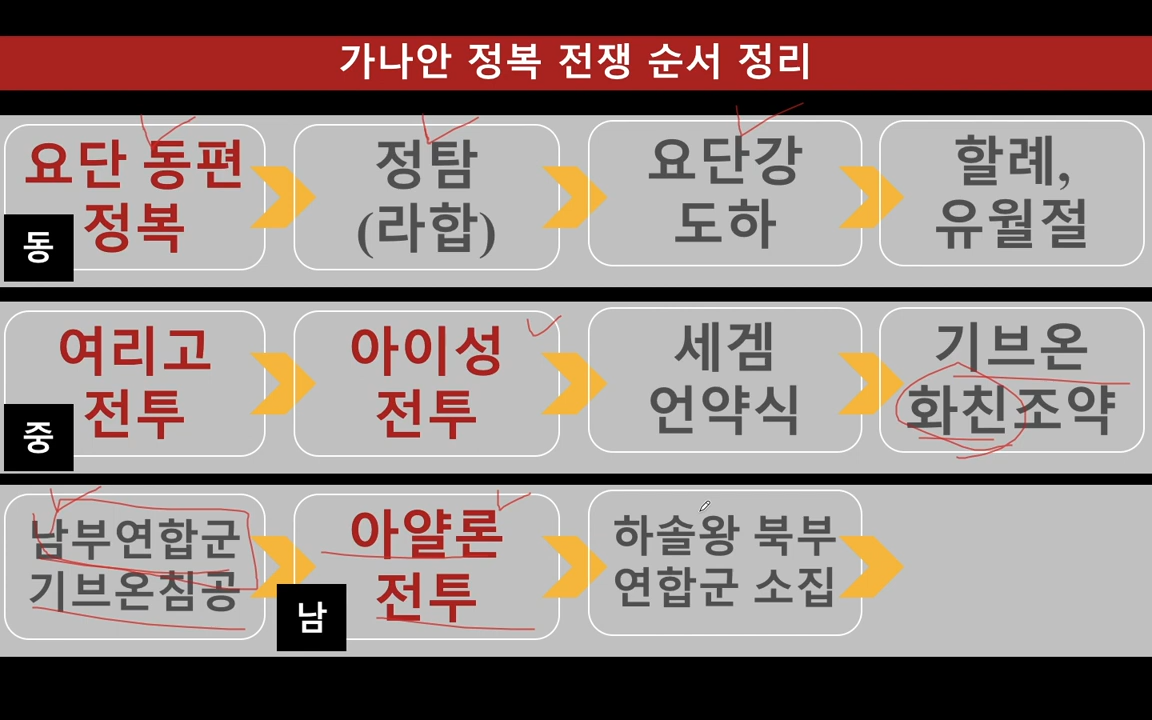 가나안 정복 전쟁 순서 정리
요단 동편
정복
동
정탐
(라합)
요단강
도하
할례,
유월절
여리고
전투
중
아이성
전투
세겜
언약식
기브온
화친조약
남부연합군
기브온침공
아얄론
전투
남
하솔왕 북부
연합군 소집